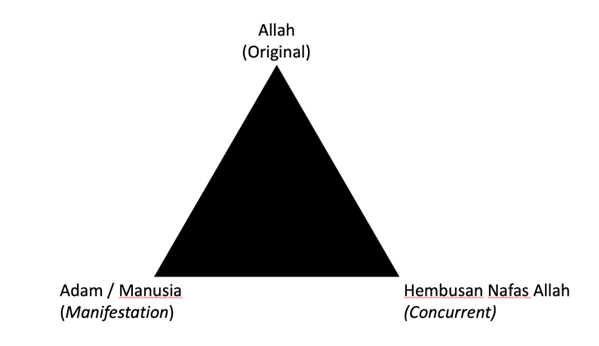 Allah
(Original)
Adam / Manusia
(Manifestation)
Hembusan Nafas Allah
(Concurrent)